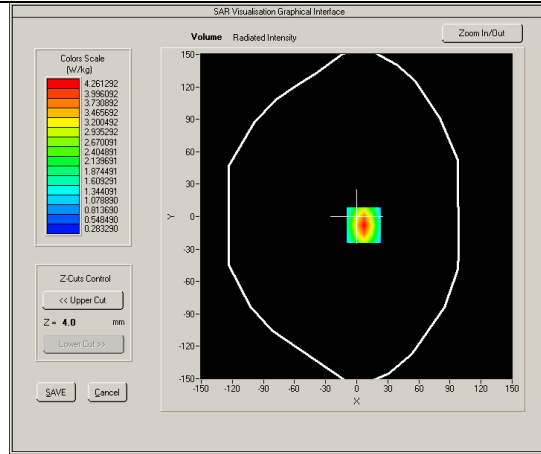 SAR Visualisation Graphical Interface
Volume Radiated Intensity
Zoom In/Out
Colors Scale
(W/kg)
4.261292
3.996092
3.730892
3.465692
3.200492
2.935292
2.670091
2.404891
2.139691
1.874491
1.609291
1.344091
1.078890
0.813690
0.548490
0.283290
Z-Cuts Control
<< Upper Cut
Z = 4.0 mm
Lower Cut >>
SAVE Cancel
150-
120-
90-
60-
30-
0-
-30-
-60-
-90-
-120-
-150-
Y
-150 -120 -90 -60 -30 0 30 60 90 120 150
X